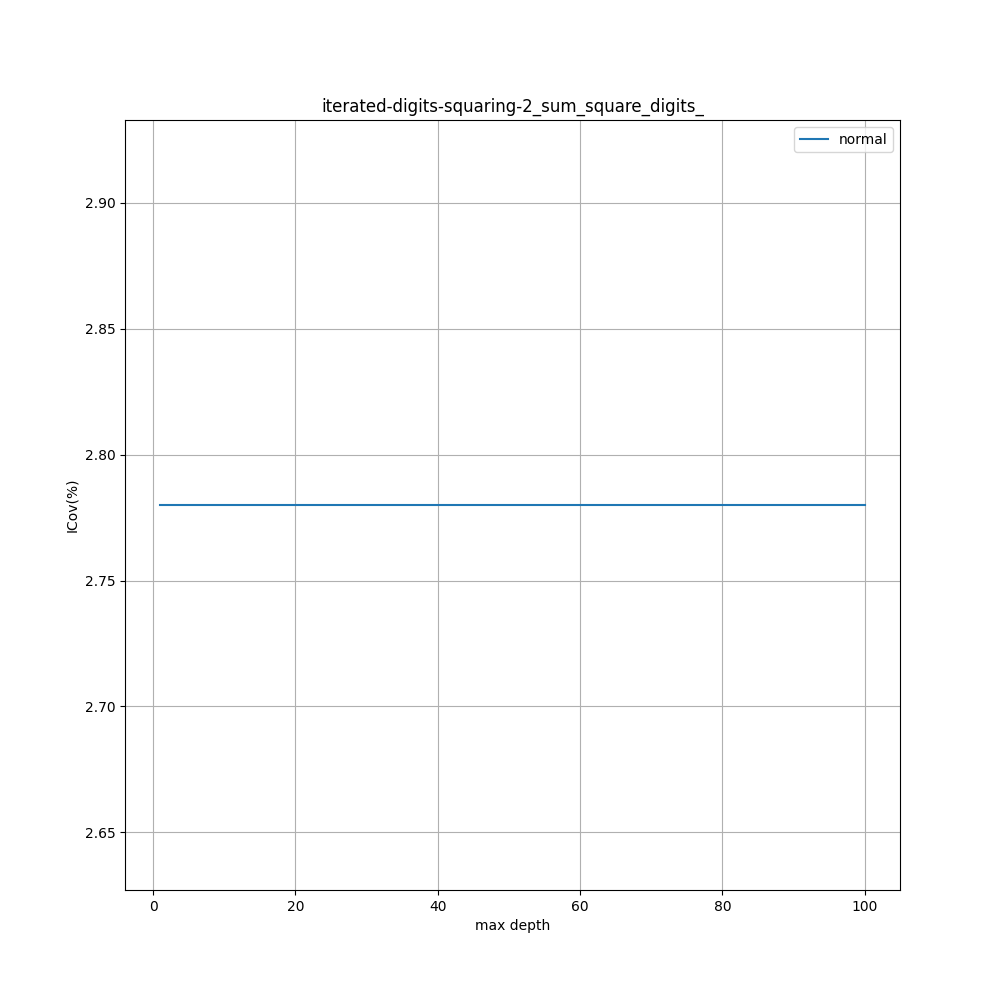 iterated-digits-squaring-2_sum_square_digits_
normal
2.90
2.85
2.80
2.75
2.70
2.65
ICov(%)
0 20 40 60 80 100
max depth